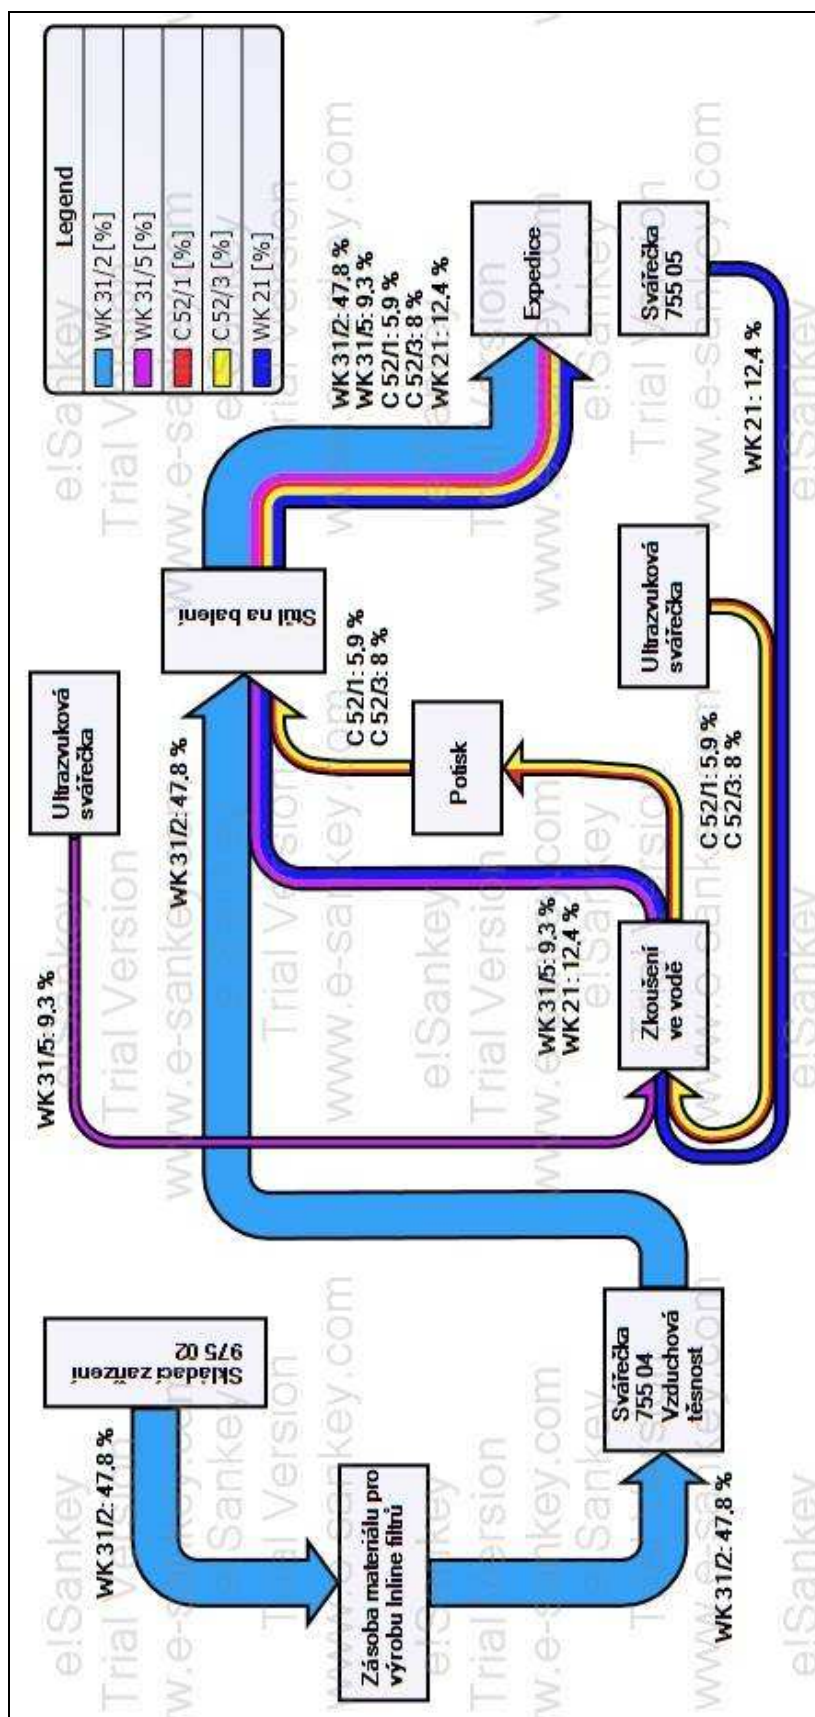 Legend
WK 31/2 [%]
WK 31/5 [%]
C 52/1 [%]
C 52/3 [%]
WK 21 [%]
Skládací zařízení
975 02
WK 31/2: 47,8 %
Zásoba materiálu pro
výrobu Inline filtrů
WK 31/2: 47,8 %
Svářečka
755 04
Vzduchová
těsnost
WK 31/5: 9,3 %
Ultrazvuková
svářečka
WK 31/2: 47,8 %
WK 31/5: 9,3 %
WK 21: 12,4 %
Zkoušení
ve vodě
Potisk
C 52/1: 5,9 %
C 52/3: 8 %
C 52/1: 5,9 %
C 52/3: 8 %
Ultrazvuková
svářečka
Stůl na balení
WK 31/2: 47,8 %
WK 31/5: 9,3 %
C 52/1: 5,9 %
C 52/3: 8 %
WK 21: 12,4 %
Expedice
Svářečka
755 05
WK 21: 12,4 %
e!Sankey
Trial Version
www.e-sankey.com